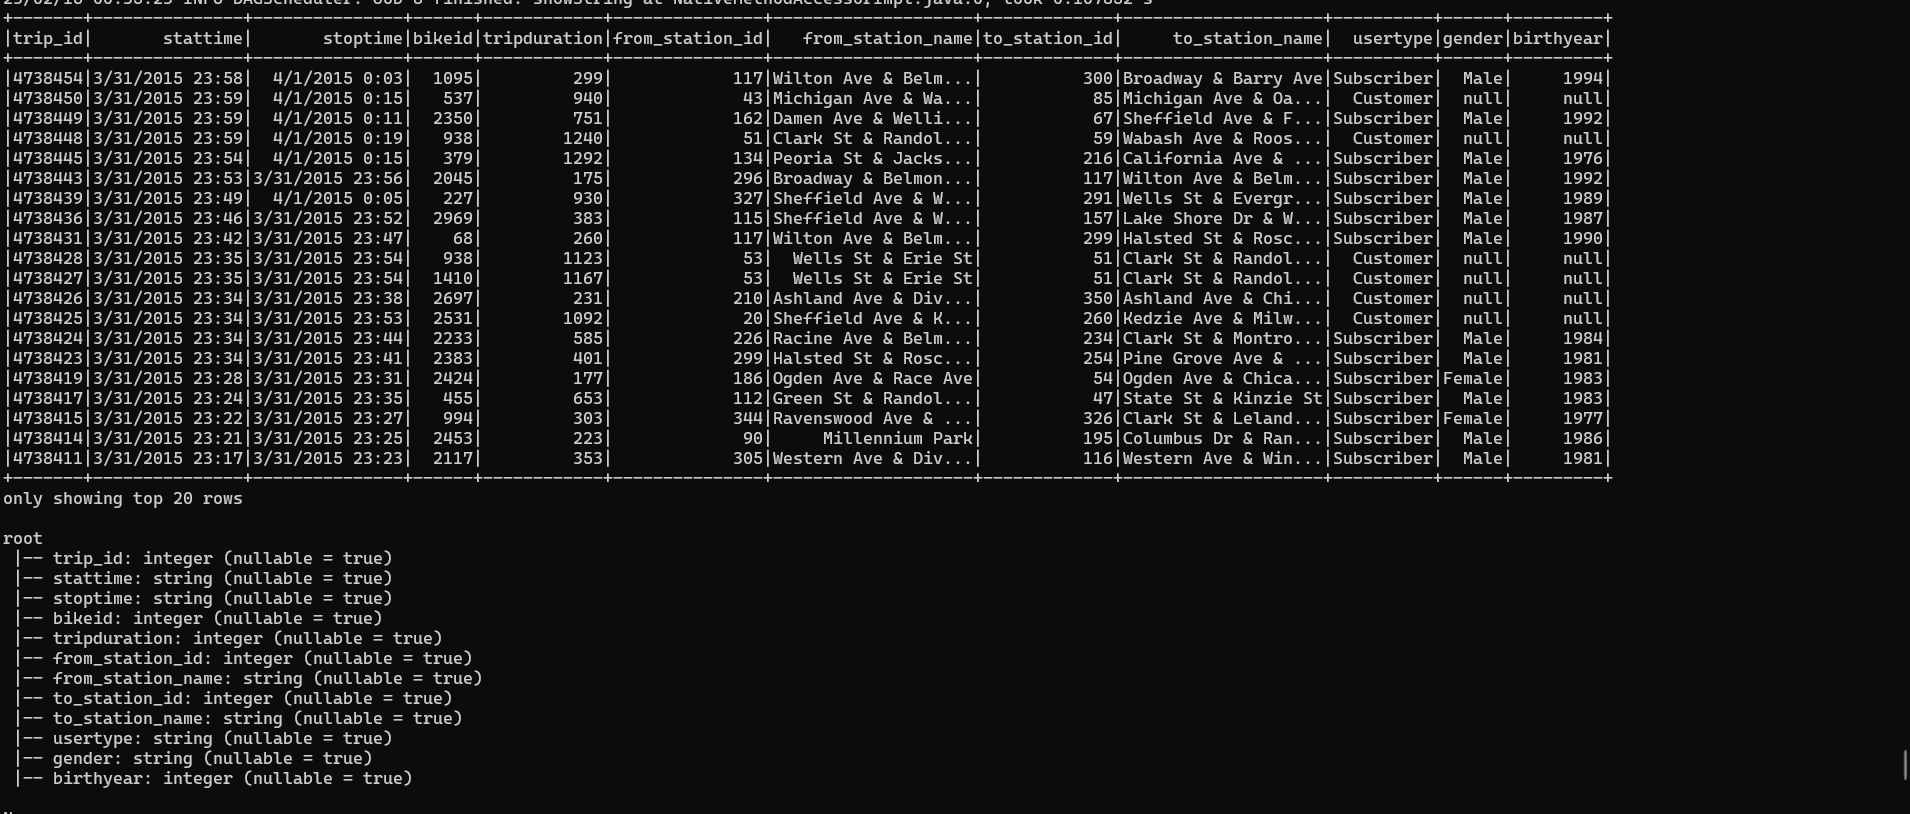 INFO DAGScheduler: Job 8 finished: showString at NativeMethodAccessorImpl.java:0, took 0.167832 s
+-------+---------------+---------------+------+------------+---------------+--------------------+-------------+--------------------+----------+------+---------+
|trip_id|       stattime|       stoptime|bikeid|tripduration|from_station_id|   from_station_name|to_station_id|     to_station_name|  usertype|gender|birthyear|
+-------+---------------+---------------+------+------------+---------------+--------------------+-------------+--------------------+----------+------+---------+
|4738454|3/31/2015 23:58|  4/1/2015 0:03|  1095|         299|            117|Wilton Ave & Belm...|          300|Broadway & Barry Ave|Subscriber|  Male|     1994|
|4738450|3/31/2015 23:59|  4/1/2015 0:15|   537|         940|             43|Michigan Ave & Wa...|           85|Michigan Ave & Oa...|  Customer|  null|     null|
|4738449|3/31/2015 23:59|  4/1/2015 0:11|  2350|         751|            162|Damen Ave & Welli...|           67|Sheffield Ave & F...|Subscriber|  Male|     1992|
|4738448|3/31/2015 23:59|  4/1/2015 0:19|   938|        1240|             51|Clark St & Randol...|           59|Wabash Ave & Roos...|  Customer|  null|     null|
|4738445|3/31/2015 23:54|  4/1/2015 0:15|   379|        1292|            134|Peoria St & Jacks...|          216|California Ave & ...|Subscriber|  Male|     1976|
|4738443|3/31/2015 23:53|3/31/2015 23:56|  2045|         175|            296|Broadway & Belmon...|          117|Wilton Ave & Belm...|Subscriber|  Male|     1992|
|4738439|3/31/2015 23:49|  4/1/2015 0:05|   227|         930|            327|Sheffield Ave & W...|          291|Wells St & Evergr...|Subscriber|  Male|     1989|
|4738436|3/31/2015 23:46|3/31/2015 23:52|  2969|         383|            115|Sheffield Ave & W...|          157|Lake Shore Dr & W...|Subscriber|  Male|     1987|
|4738431|3/31/2015 23:42|3/31/2015 23:47|    68|         260|            117|Wilton Ave & Belm...|          299|Halsted St & Rosc...|Subscriber|  Male|     1990|
|4738428|3/31/2015 23:35|3/31/2015 23:54|   938|        1123|             53|  Wells St & Erie St|           51|Clark St & Randol...|  Customer|  null|     null|
|4738427|3/31/2015 23:35|3/31/2015 23:54|  1410|        1167|             53|  Wells St & Erie St|           51|Clark St & Randol...|  Customer|  null|     null|
|4738426|3/31/2015 23:34|3/31/2015 23:38|  2697|         231|            210|Ashland Ave & Div...|          350|Ashland Ave & Chi...|  Customer|  null|     null|
|4738425|3/31/2015 23:34|3/31/2015 23:53|  2531|        1092|             20|Sheffield Ave & K...|          260|Kedzie Ave & Milw...|  Customer|  null|     null|
|4738424|3/31/2015 23:34|3/31/2015 23:44|  2233|         585|            226|Racine Ave & Belm...|          234|Clark St & Montro...|Subscriber|  Male|     1984|
|4738423|3/31/2015 23:34|3/31/2015 23:41|  2383|         401|            299|Halsted St & Rosc...|          254|Pine Grove Ave & ...|Subscriber|  Male|     1981|
|4738419|3/31/2015 23:28|3/31/2015 23:31|  2424|         177|            186|Ogden Ave & Race Ave|           54|Ogden Ave & Chica...|Subscriber|Female|     1983|
|4738417|3/31/2015 23:24|3/31/2015 23:35|   455|         653|            112|Green St & Randol...|           47|State St & Kinzie St|Subscriber|  Male|     1983|
|4738415|3/31/2015 23:22|3/31/2015 23:27|   994|         303|            344|Ravenswood Ave & ...|          326|Clark St & Leland...|Subscriber|Female|     1977|
|4738414|3/31/2015 23:21|3/31/2015 23:25|  2453|         223|             90|     Millennium Park|          195|Columbus Dr & Ran...|Subscriber|  Male|     1986|
|4738411|3/31/2015 23:17|3/31/2015 23:23|  2117|         353|            305|Western Ave & Div...|          116|Western Ave & Win...|Subscriber|  Male|     1981|
+-------+---------------+---------------+------+------------+---------------+--------------------+-------------+--------------------+----------+------+---------+
only showing top 20 rows
root
 |-- trip_id: integer (nullable = true)
 |-- stattime: string (nullable = true)
 |-- stoptime: string (nullable = true)
 |-- bikeid: integer (nullable = true)
 |-- tripduration: integer (nullable = true)
 |-- from_station_id: integer (nullable = true)
 |-- from_station_name: string (nullable = true)
 |-- to_station_id: integer (nullable = true)
 |-- to_station_name: string (nullable = true)
 |-- usertype: string (nullable = true)
 |-- gender: string (nullable = true)
 |-- birthyear: integer (nullable = true)